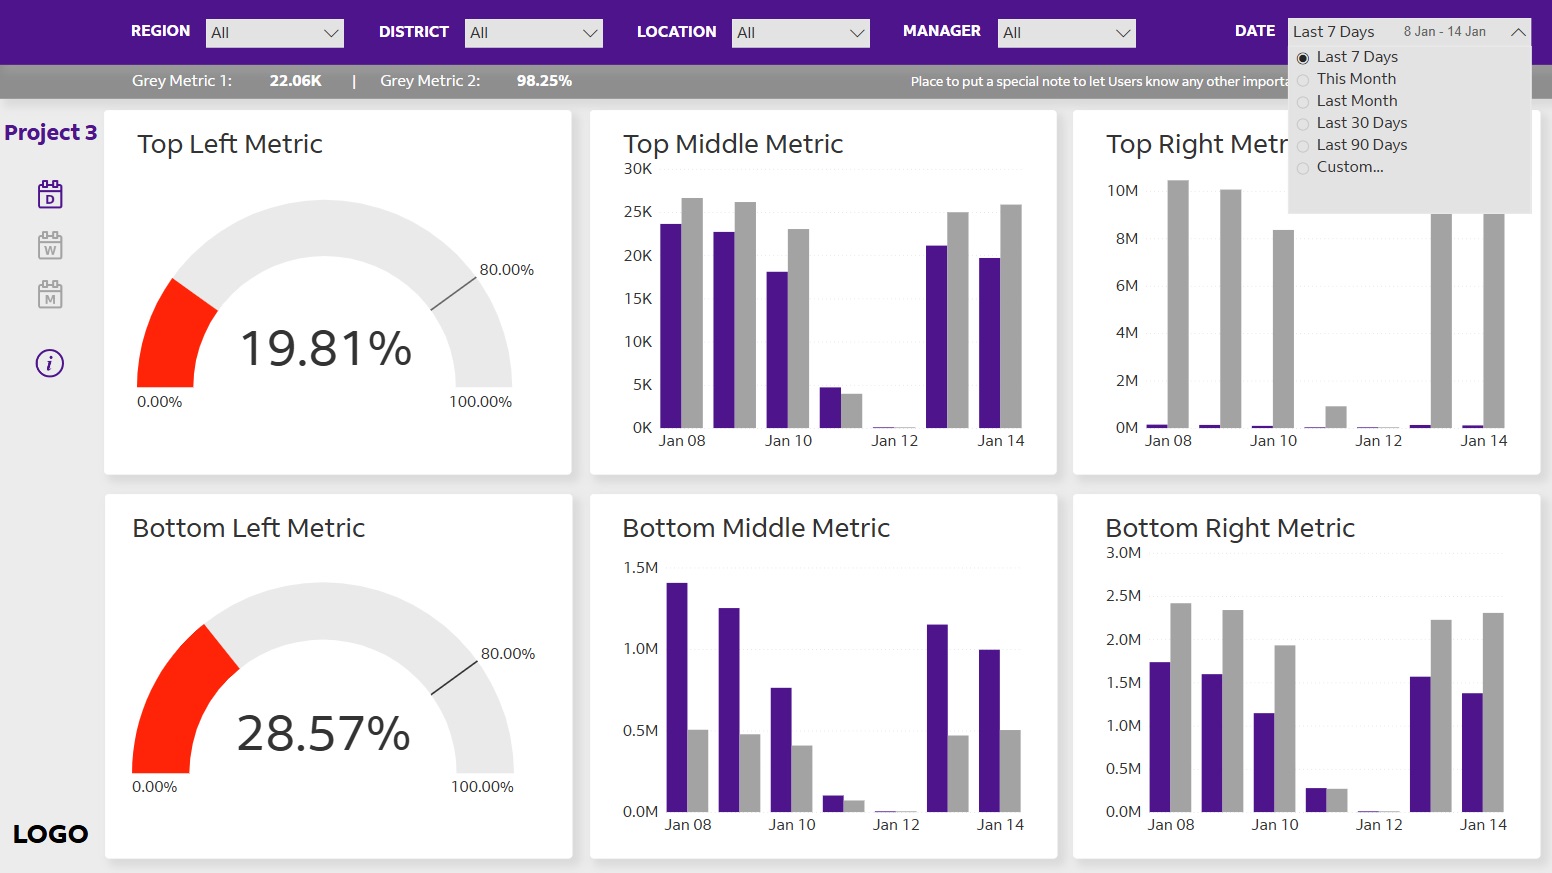 REGION All DISTRICT All LOCATION All MANAGER All DATE Last 7 Days 8 Jan - 14 Jan
Last 7 Days
This Month
Last Month
Last 30 Days
Last 90 Days
Custom...
Grey Metric 1: 22.06K | Grey Metric 2: 98.25% Place to put a special note to let Users know any other
Project 3
D
W
M
i
LOGO
Top Left Metric
80.00%
19.81%
0.00% 100.00%
Top Middle Metric
30K
25K
20K
15K
10K
5K
0K
Jan 08 Jan 10 Jan 12 Jan 14
Top Right
10M
8M
6M
4M
2M
0M
Jan 08 Jan 10 Jan 12 Jan 14
Bottom Left Metric
80.00%
28.57%
0.00% 100.00%
Bottom Middle Metric
1.5M
1.0M
0.5M
0.0M
Jan 08 Jan 10 Jan 12 Jan 14
Bottom Right Metric
3.0M
2.5M
2.0M
1.5M
1.0M
0.5M
0.0M
Jan 08 Jan 10 Jan 12 Jan 14